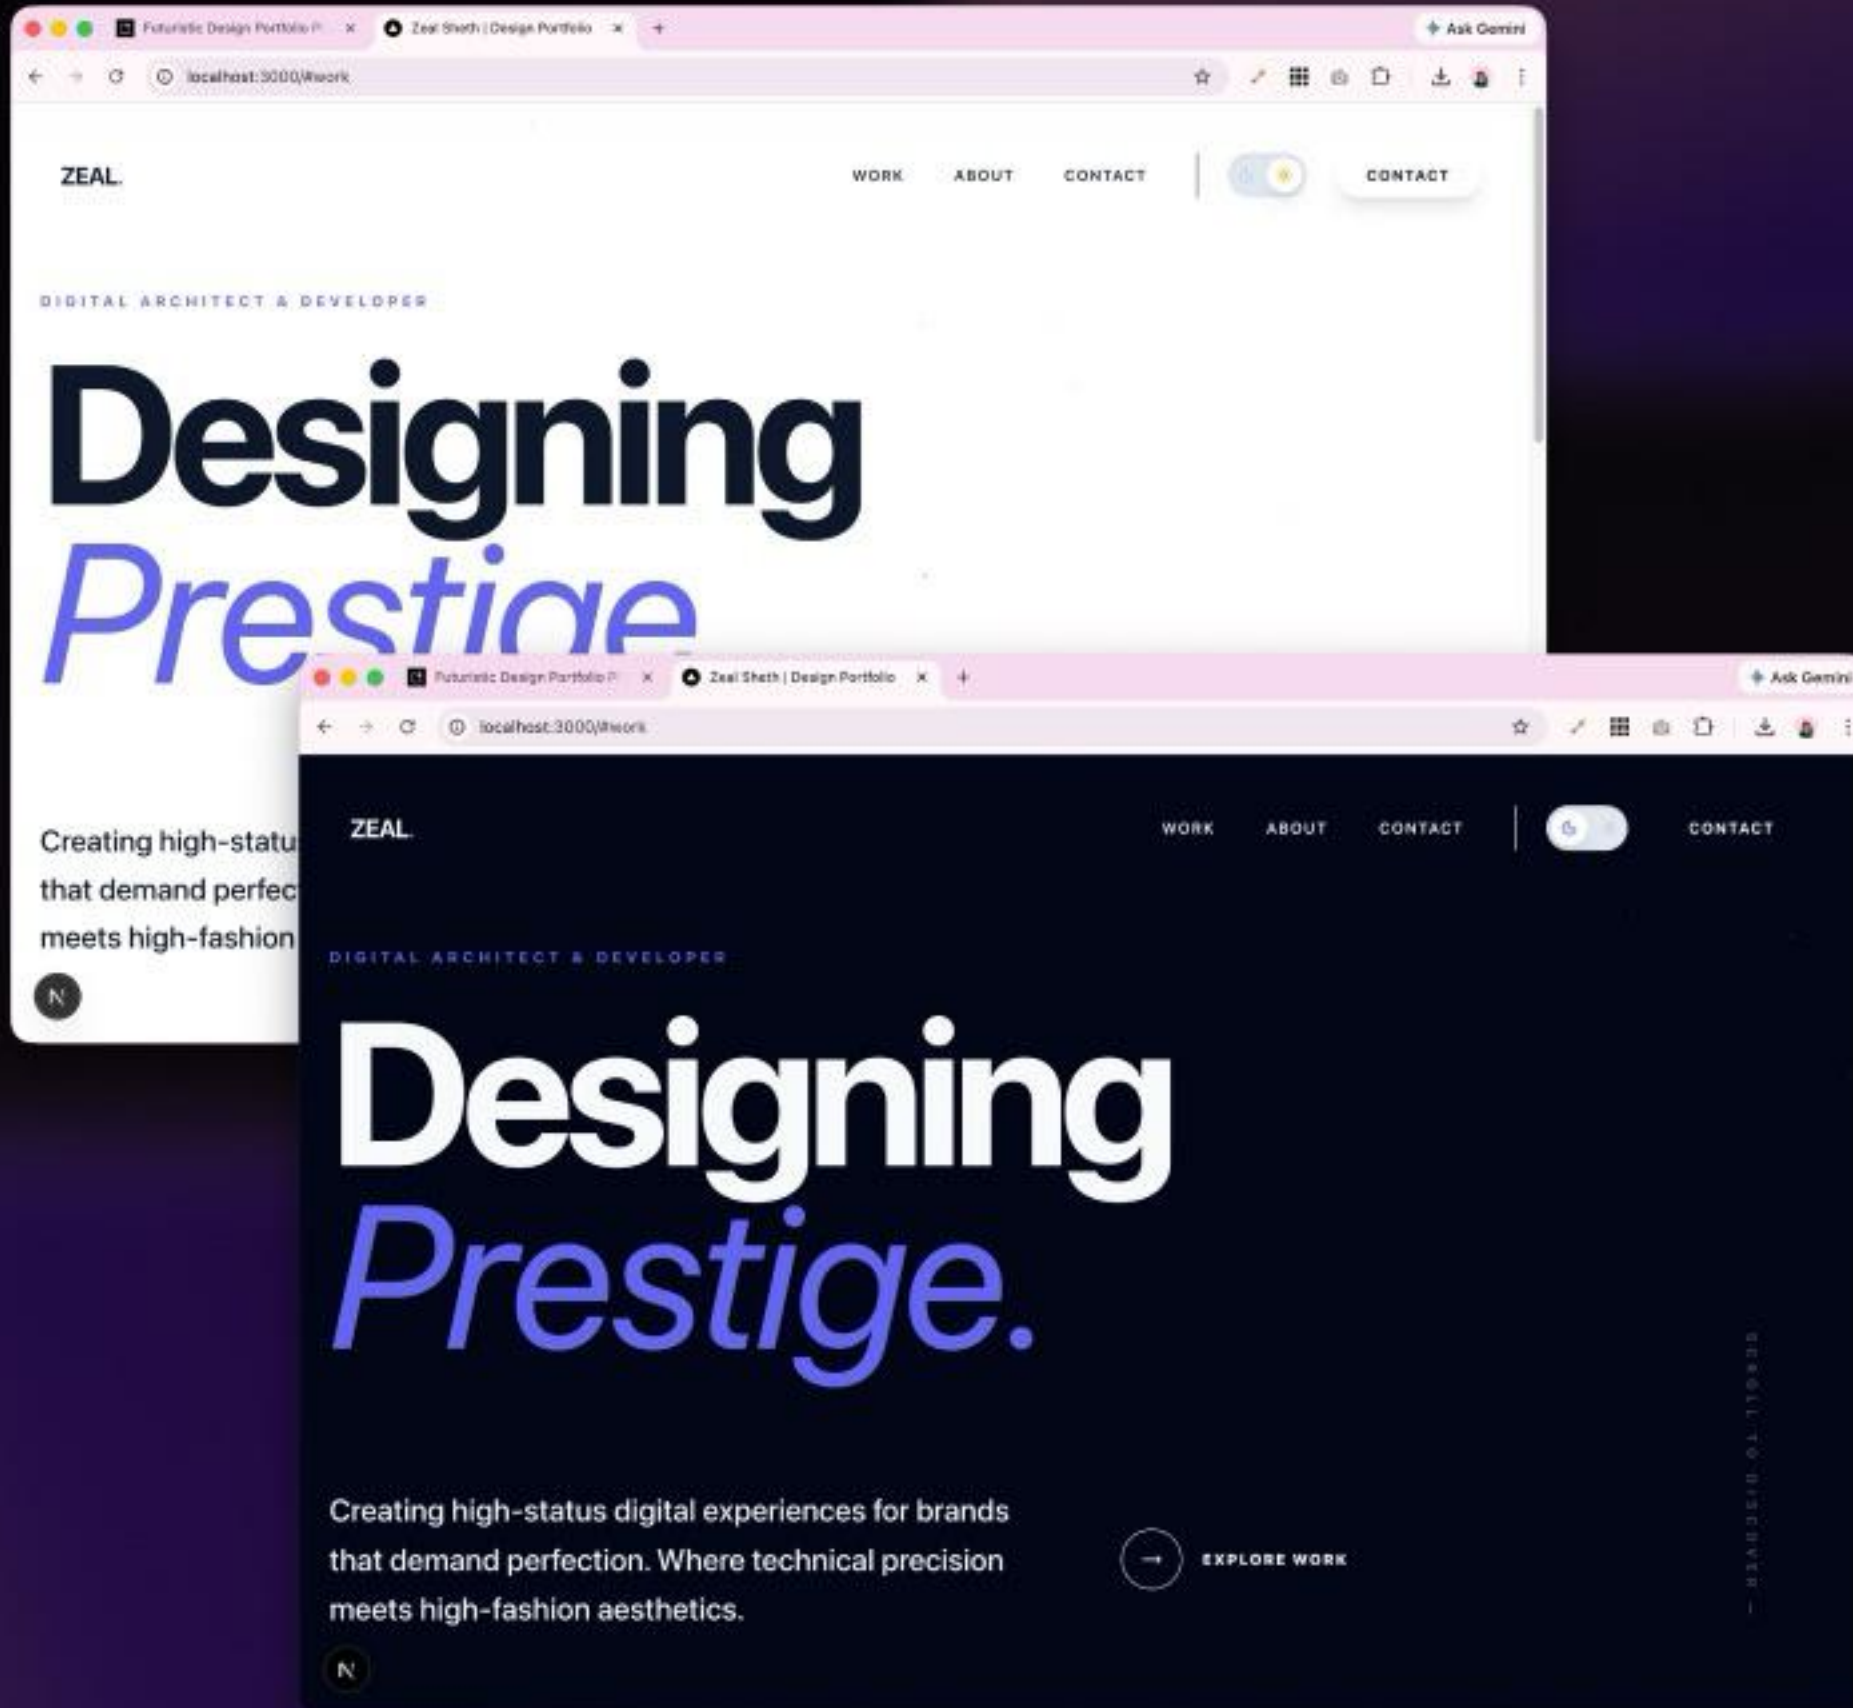 Futuristic Design Portfolio P
Zeal Sheth | Design Portfolio
Ask Gemini
localhost:3000/#work
ZEAL.
WORK
ABOUT
CONTACT
CONTACT
DIGITAL ARCHITECT & DEVELOPER
Designing
Prestige
Creating high-statu
that demand perfec
meets high-fashion
N
Futuristic Design Portfolio P
Zeal Sheth | Design Portfolio
Ask Gemini
localhost:3000/#work
ZEAL.
WORK
ABOUT
CONTACT
CONTACT
DIGITAL ARCHITECT & DEVELOPER
Designing
Prestige.
Creating high-status digital experiences for brands
that demand perfection. Where technical precision
meets high-fashion aesthetics.
→ EXPLORE WORK
SCROLL TO DISCOVER —
N